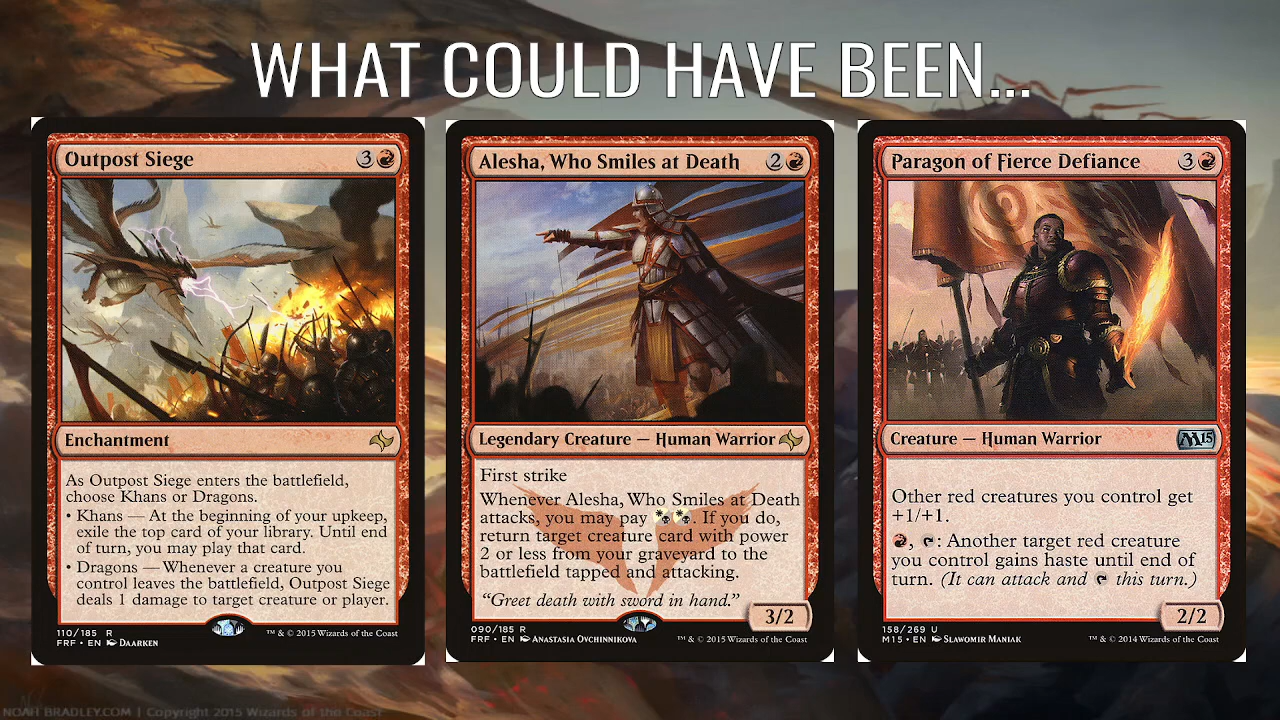 WHAT COULD HAVE BEEN...
Outpost Siege 3
Enchantment
As Outpost Siege enters the battlefield,
choose Khans or Dragons.
• Khans — At the beginning of your upkeep,
exile the top card of your library. Until end
of turn, you may play that card.
• Dragons — Whenever a creature you
control leaves the battlefield, Outpost Siege
deals 1 damage to target creature or player.
110/185 R
FRF • EN DAARKEN
™ & © 2015 Wizards of the Coast
Alesha, Who Smiles at Death 2
Legendary Creature — Human Warrior
First strike
Whenever Alesha, Who Smiles at Death
attacks, you may pay . If you do,
return target creature card with power
2 or less from your graveyard to the
battlefield tapped and attacking.
“Greet death with sword in hand.”
3/2
090/185 R
FRF • EN ANASTASIA OVCHINNIKOVA
™ & © 2015 Wizards of the Coast
Paragon of Fierce Defiance 3
Creature — Human Warrior
M15
Other red creatures you control get
+1/+1.
, : Another target red creature
you control gains haste until end of
turn. (It can attack and this turn.)
2/2
158/269 U
M15 • EN SLAWOMIR MANIAK
™ & © 2014 Wizards of the Coast
NOAHBRADLEY.COM | Copyright 2015 Wizards of the Coast